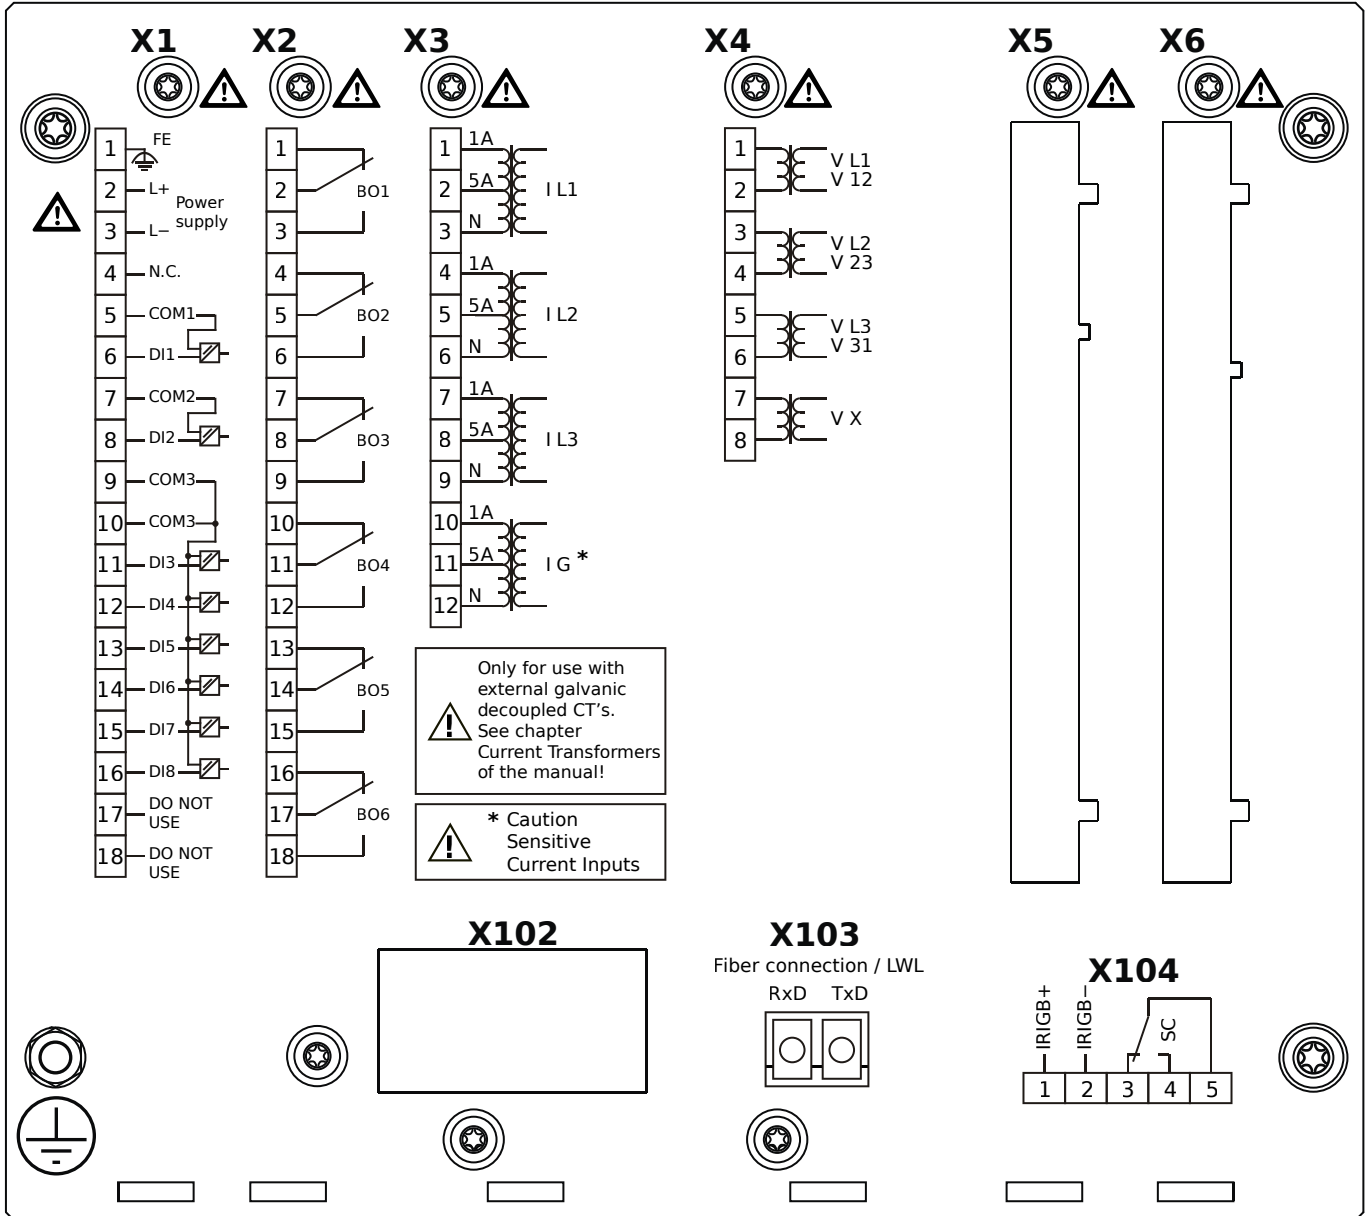 X1
X2
X3
X4
X5
X6
1
FE
2
L+
Power
supply
3
L−
4
N.C.
5
COM1
6
DI1
7
COM2
8
DI2
9
COM3
10
COM3
11
DI3
12
DI4
13
DI5
14
DI6
15
DI7
16
DI8
17
DO NOT
USE
18
DO NOT
USE
1
2
BO1
3
4
5
BO2
6
7
8
BO3
9
10
11
BO4
12
13
14
BO5
15
16
17
BO6
18
1
1A
2
5A
I L1
3
N
4
1A
5
5A
I L2
6
N
7
1A
8
5A
I L3
9
N
10
1A
11
5A
I G *
12
N
Only for use with
external galvanic
decoupled CT's.
See chapter
Current Transformers
of the manual!
* Caution
Sensitive
Current Inputs
1
2
V L1
V 12
3
4
V L2
V 23
5
6
V L3
V 31
7
8
V X
X102
X103
Fiber connection / LWL
RxD TxD
X104
IRIGB+
IRIGB−
SC
1 2 3 4 5